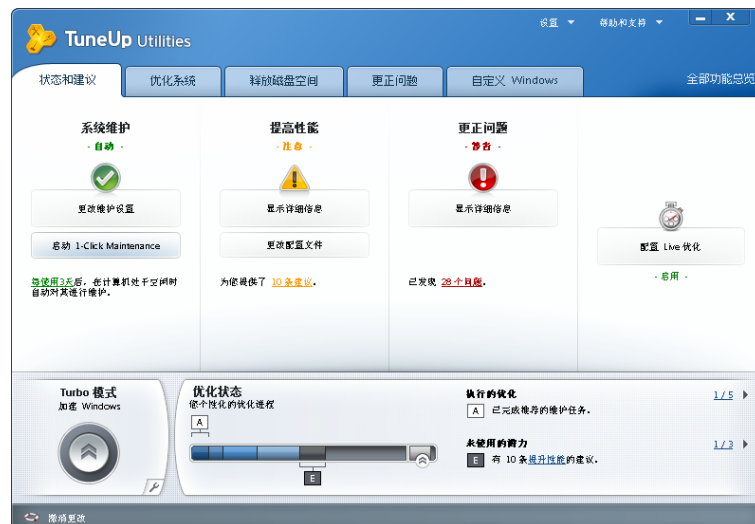 设置
帮助和支持
TuneUp Utilities
状态和建议
优化系统
释放磁盘空间
更正问题
自定义 Windows
全部功能总览
系统维护
- 自动 -
更改维护设置
启动 1-Click Maintenance
每使用3天后，在计算机处于空闲时
自动对其进行维护。
提高性能
- 注意 -
显示详细信息
更改配置文件
为您提供了 10 条建议。
更正问题
- 警告 -
显示详细信息
已发现 28 个问题。
配置 Live 优化
- 启用 -
Turbo 模式
加速 Windows
优化状态
您个性化的优化进程
A
E
执行的优化
1/5
A 已完成推荐的维护任务。
未使用的潜力
1/3
E 有 10 条提升性能的建议。
撤消更改